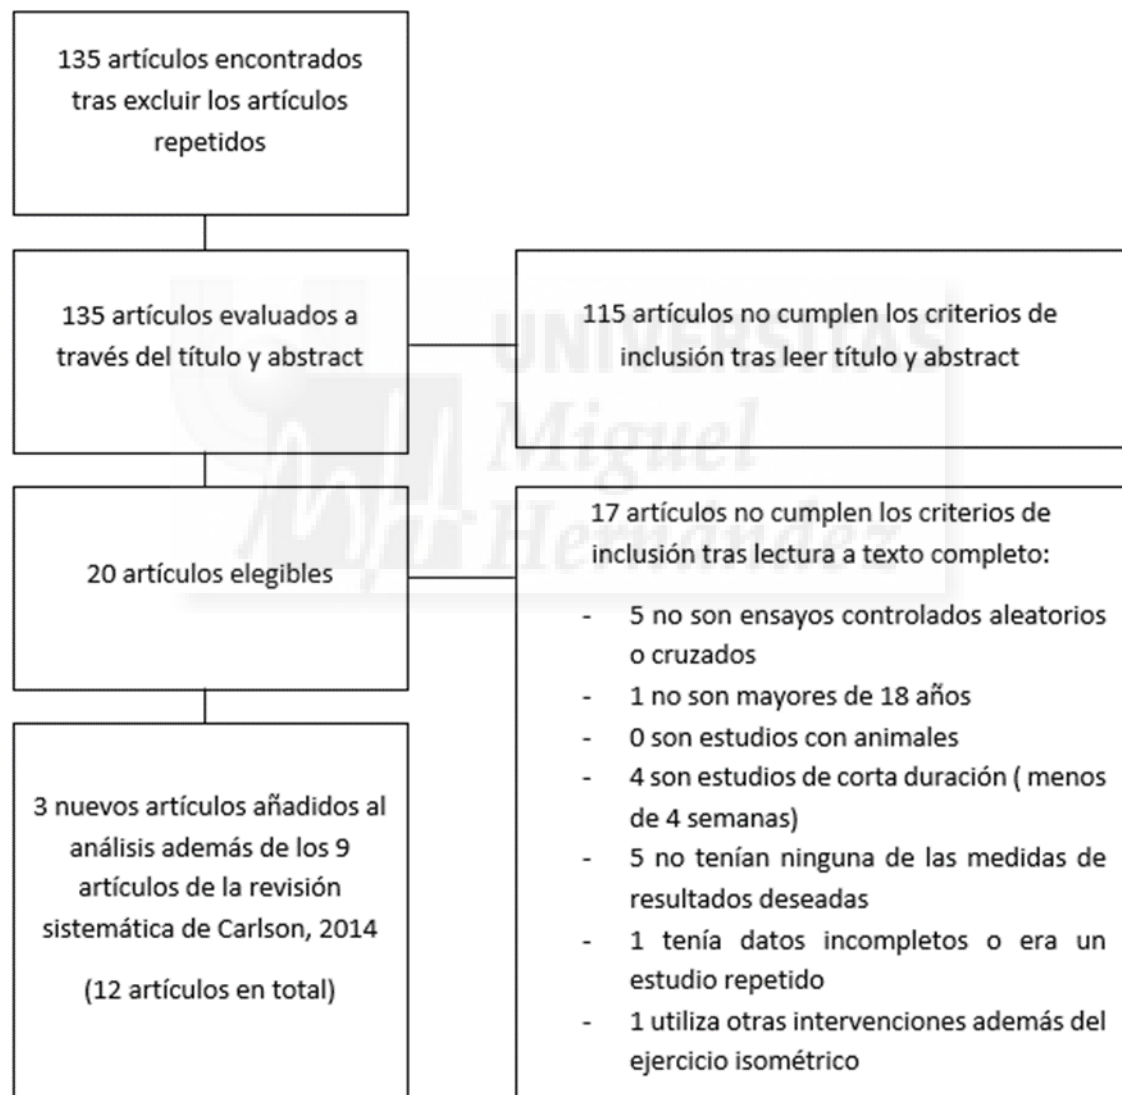 135 artículos encontrados
tras excluir los artículos
repetidos
135 artículos evaluados a
través del título y abstract
115 artículos no cumplen los criterios de
inclusión tras leer título y abstract
20 artículos elegibles
17 artículos no cumplen los criterios de
inclusión tras lectura a texto completo:
- 5 no son ensayos controlados aleatorios
o cruzados
- 1 no son mayores de 18 años
- 0 son estudios con animales
- 4 son estudios de corta duración ( menos
de 4 semanas)
- 5 no tenían ninguna de las medidas de
resultados deseadas
- 1 tenía datos incompletos o era un
estudio repetido
- 1 utiliza otras intervenciones además del
ejercicio isométrico
3 nuevos artículos añadidos al
análisis además de los 9
artículos de la revisión
sistemática de Carlson, 2014
(12 artículos en total)
UNIVERSITAS
Miguel
Hernández